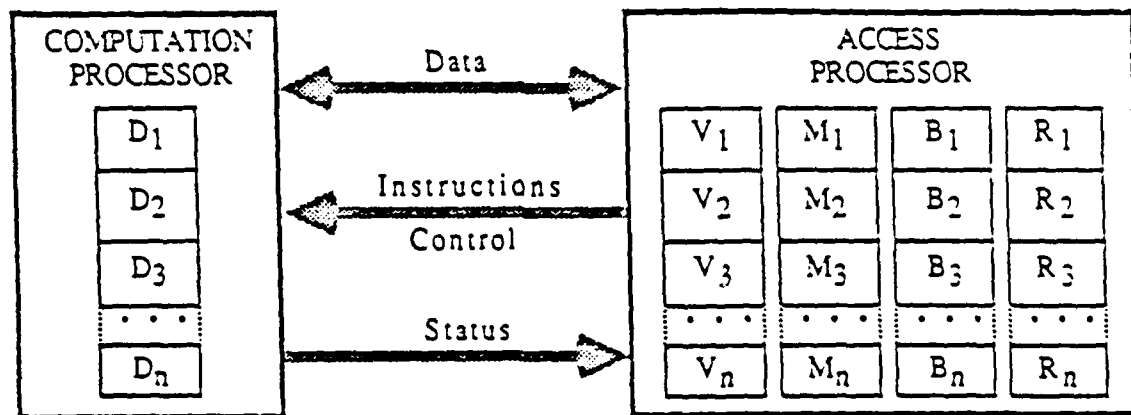 COMPUTATION
PROCESSOR
D1
D2
D3
• • •
Dn
Data
Instructions
Control
Status
ACCESS
PROCESSOR
V1 M1 B1 R1
V2 M2 B2 R2
V3 M3 B3 R3
• • • • • • • • • • • •
Vn Mn Bn Rn